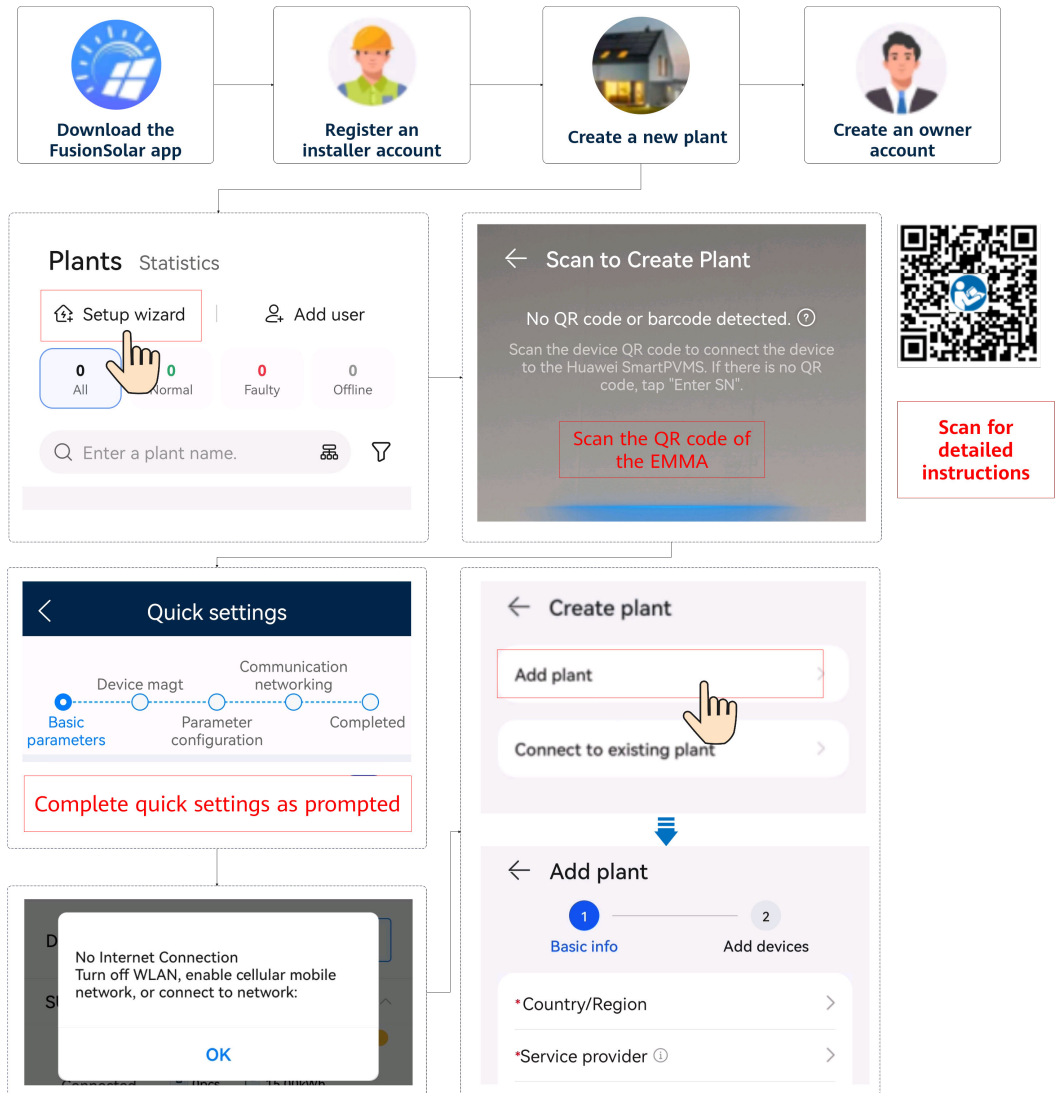 Download the
FusionSolar app
Register an
installer account
Create a new plant
Create an owner
account
Plants Statistics
Setup wizard
Add user
0
All
0
Normal
0
Faulty
0
Offline
Enter a plant name.
Scan to Create Plant
No QR code or barcode detected.
Scan the device QR code to connect the device
to the Huawei SmartPVMS. If there is no QR
code, tap "Enter SN".
Scan the QR code of
the EMMA
Scan for
detailed
instructions
Quick settings
Basic
parameters
Device magt
Parameter
configuration
Communication
networking
Completed
Complete quick settings as prompted
No Internet Connection
Turn off WLAN, enable cellular mobile
network, or connect to network:
OK
Create plant
Add plant
Connect to existing plant
Add plant
1
Basic info
2
Add devices
*Country/Region
*Service provider